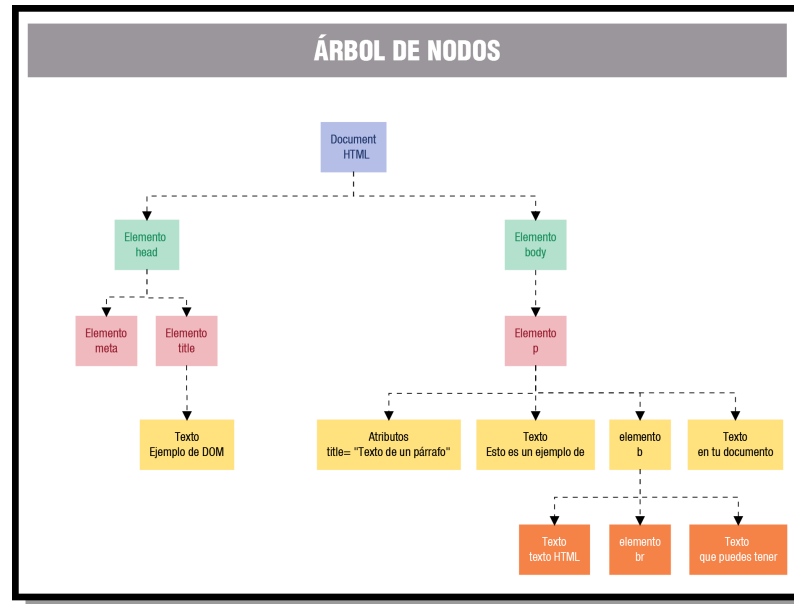 ÁRBOL DE NODOS
Document
HTML
Elemento
head
Elemento
body
Elemento
meta
Elemento
title
Elemento
p
Texto
Ejemplo de DOM
Atributos
title= "Texto de un párrafo"
Texto
Esto es un ejemplo de
elemento
b
Texto
en tu documento
Texto
texto HTML
elemento
br
Texto
que puedes tener